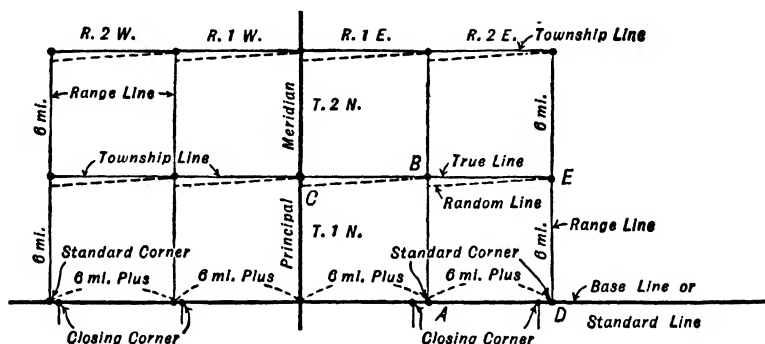 R. 2 W. R. 1 W. R. 1 E. R. 2 E. Township Line
6 mi. Range Line Meridian T. 2 N. 6 mi.
Township Line B True Line
C E
Random Line
6 mi. Principal T. 1 N. 6 mi. Range Line
Standard Corner Standard Corner
6 mi. Plus 6 mi. Plus 6 mi. Plus 6 mi. Plus
Base Line or
A D
Closing Corner Closing Corner Standard Line